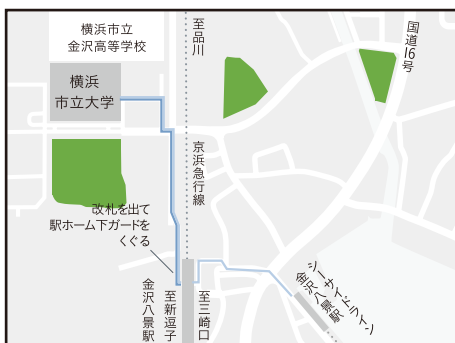 横浜市立
金沢高等学校
至品川
国道16号
横浜
市立大学
京浜急行線
改札を出て
駅ホーム下ガードを
くぐる
金沢八景駅
至新逗子
至三崎口
シーサイドライン
金沢八景駅